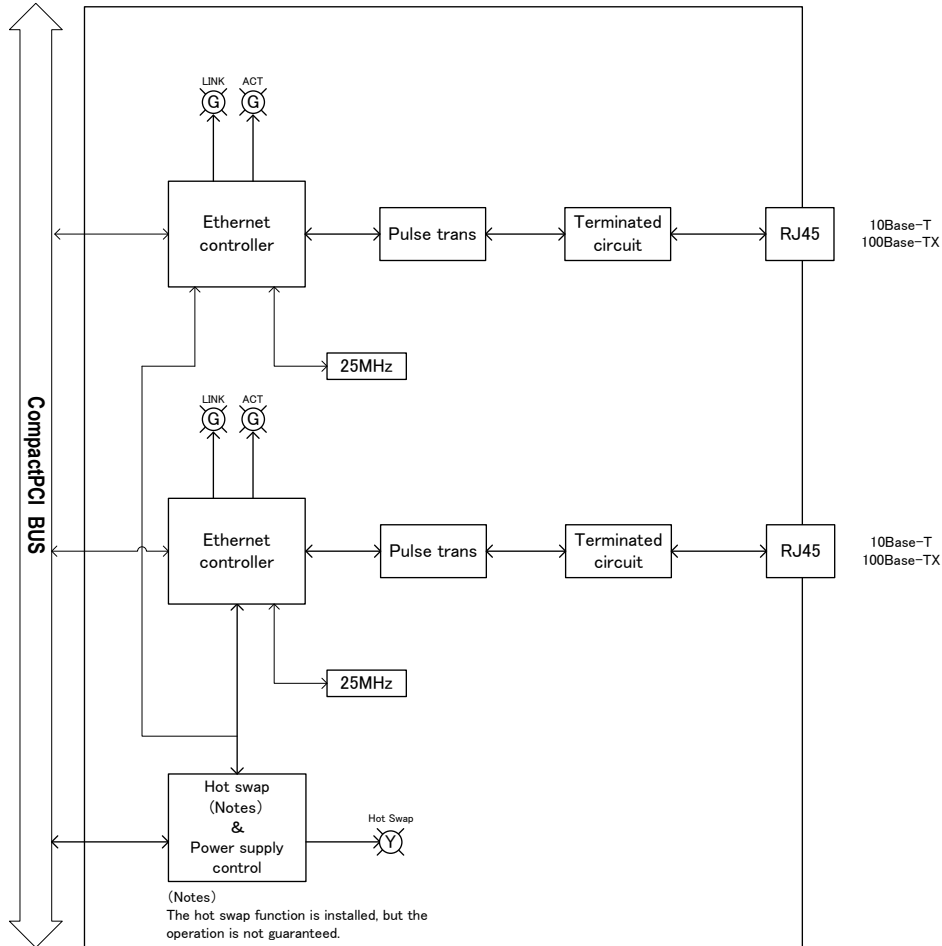 LINK
ACT
G
G
Ethernet
controller
Pulse trans
Terminated
circuit
RJ45
10Base-T
100Base-TX
25MHz
CompactPCI BUS
LINK
ACT
G
G
Ethernet
controller
Pulse trans
Terminated
circuit
RJ45
10Base-T
100Base-TX
25MHz
Hot swap
(Notes)
&
Power supply
control
Hot Swap
Y
(Notes)
The hot swap function is installed, but the
operation is not guaranteed.